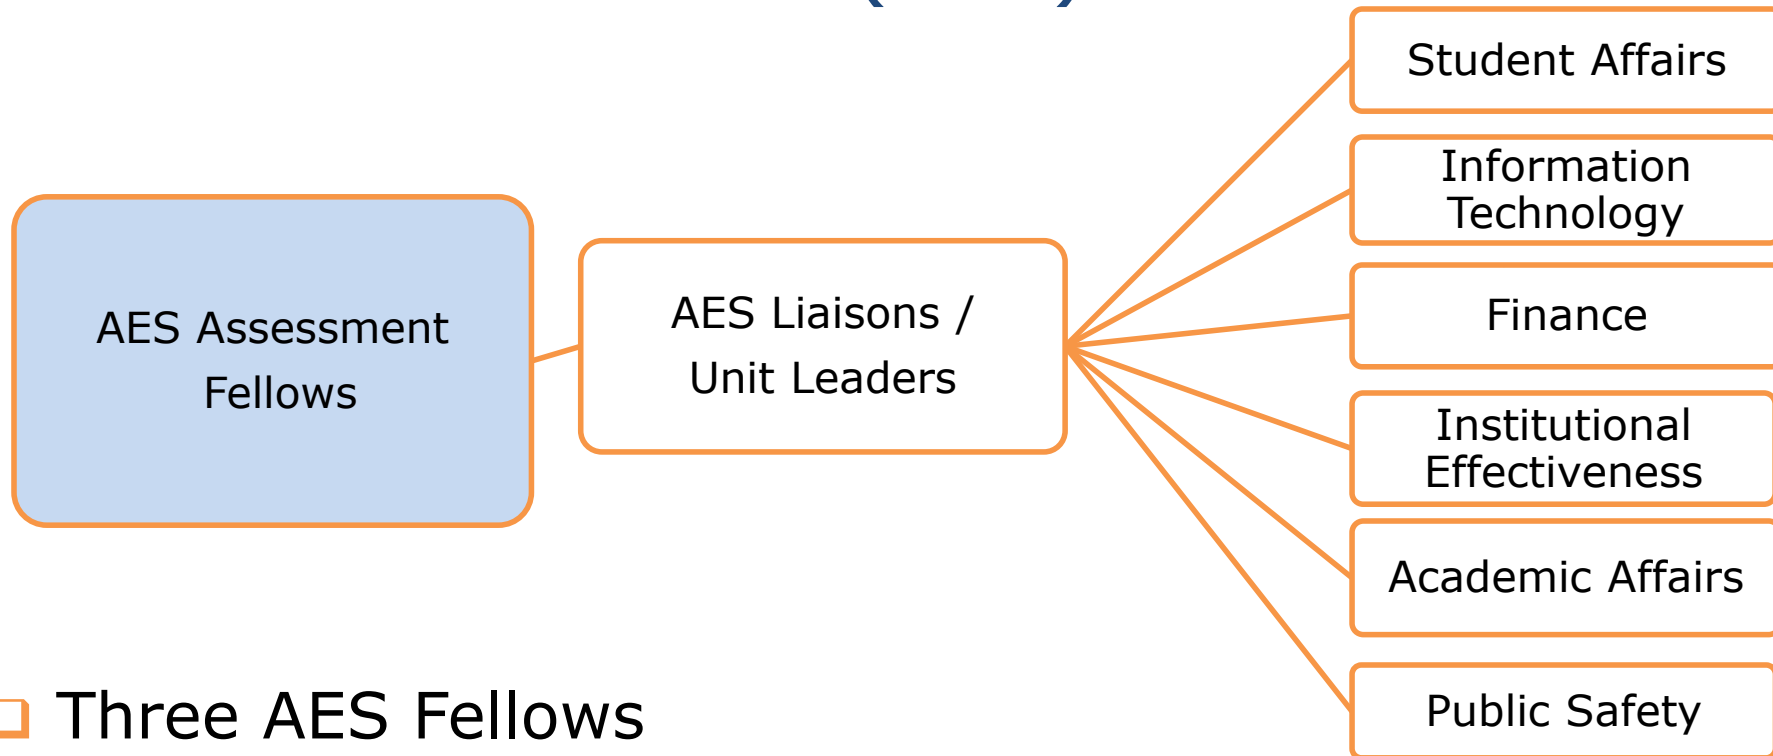 Student Affairs
Information
Technology
Finance
Institutional
Effectiveness
Academic Affairs
Public Safety
AES Assessment
Fellows
AES Liaisons /
Unit Leaders
Three AES Fellows